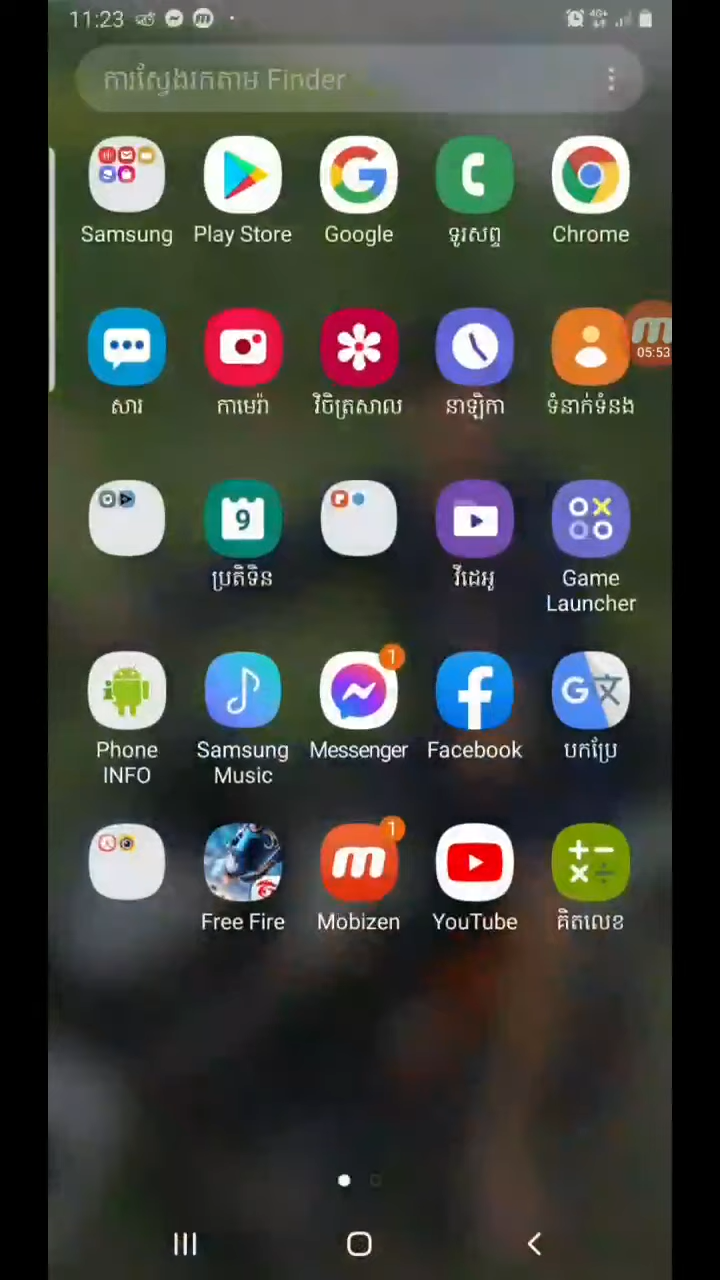 11:23
4G+
ការស្វែងរកតាម Finder
Samsung
Play Store
Google
ទូរសព្ទ
Chrome
05:53
សារ
កាមេរ៉ា
វិចិត្រសាល
នាឡិកា
ទំនាក់ទំនង
9
ប្រតិទិន
វីដេអូ
Game
Launcher
1
Phone
INFO
Samsung
Music
Messenger
Facebook
បកប្រែ
1
Free Fire
Mobizen
YouTube
គិតលេខ